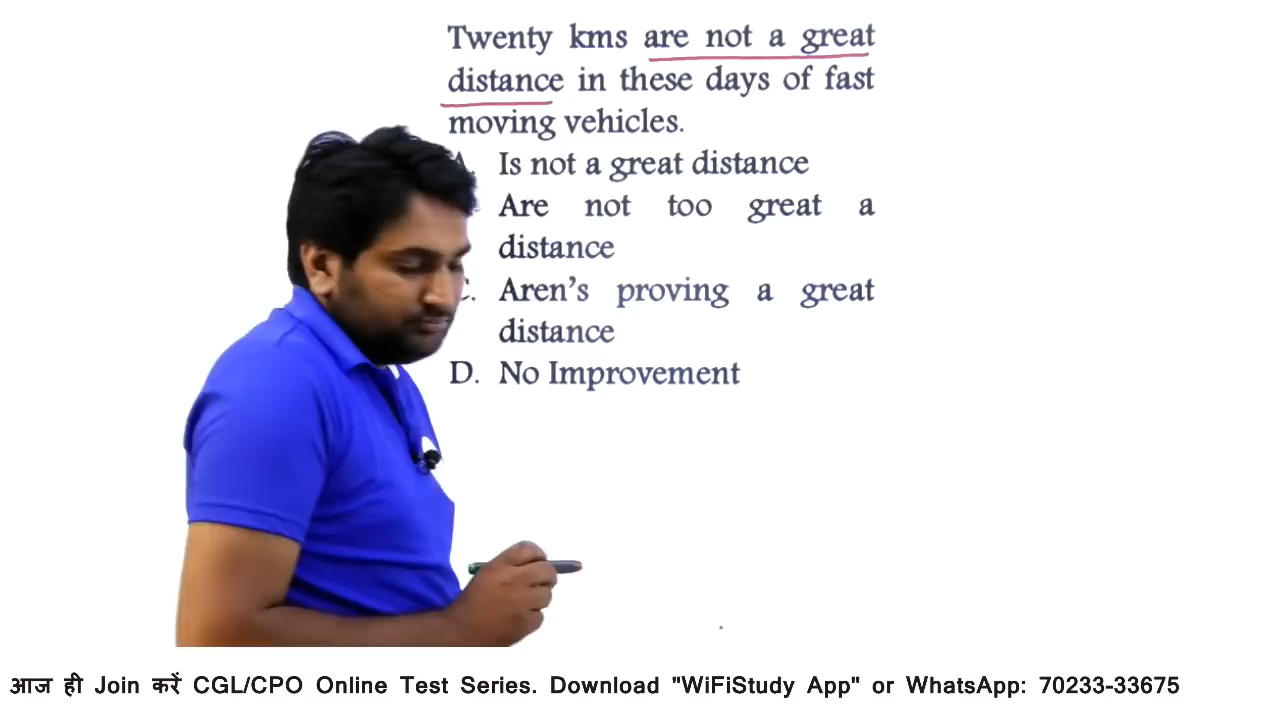 Twenty kms are not a great
distance in these days of fast
moving vehicles.
A. Is not a great distance
Are not too great a
distance
C. Aren's proving a great
distance
D. No Improvement
आज ही Join करें CGL/CPO Online Test Series. Download "WiFiStudy App" or WhatsApp: 70233-33675